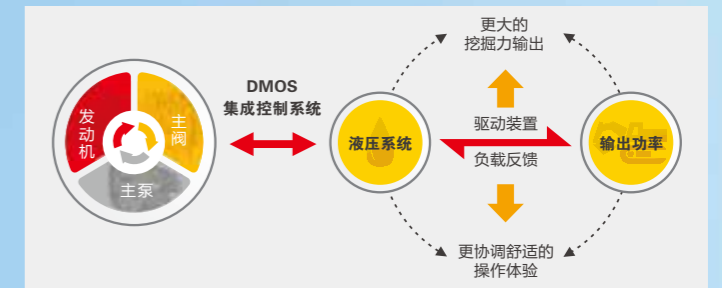 发动机
主阀
主泵
DMOS
集成控制系统
液压系统
更大的
挖掘力输出
驱动装置
负载反馈
更协调舒适的
操作体验
输出功率